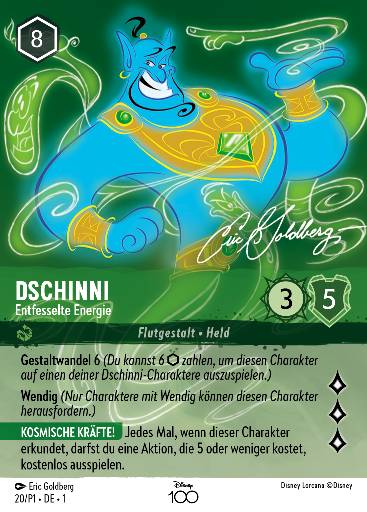 8
Eric Goldberg
DSCHINNI
Entfesselte Energie
3
5
Flutgestalt • Held
Gestaltwandel 6 (Du kannst 6 zahlen, um diesen Charakter
auf einen deiner Dschinni-Charaktere auszuspielen.)
Wendig (Nur Charaktere mit Wendig können diesen Charakter
herausfordern.)
KOSMISCHE KRÄFTE! Jedes Mal, wenn dieser Charakter
erkundet, darfst du eine Aktion, die 5 oder weniger kostet,
kostenlos ausspielen.
Eric Goldberg
20/P1 • DE • 1
Disney
100
Disney Lorcana ©Disney